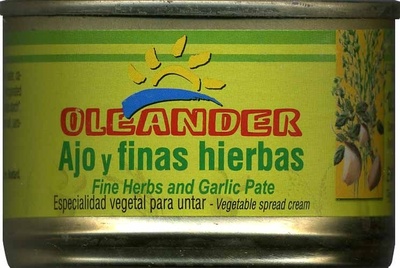 OLEANDER
Ajo y finas hierbas
Fine Herbs and Garlic Pate
Especialidad vegetal para untar - Vegetable spread cream